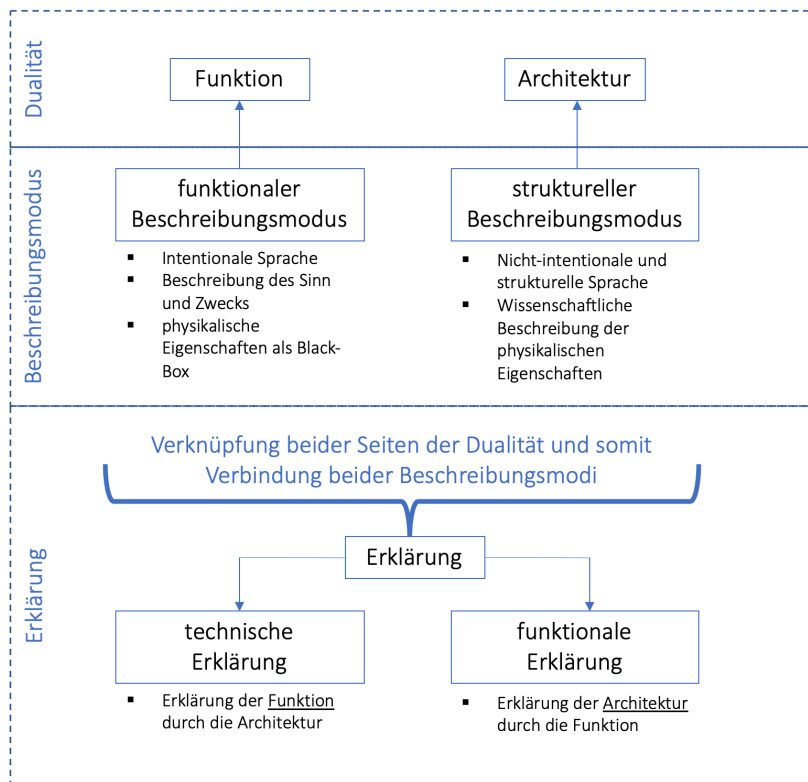 Dualität
Funktion
Architektur
Beschreibungsmodus
funktionaler
Beschreibungsmodus
▪ Intentionale Sprache
▪ Beschreibung des Sinn
und Zwecks
▪ physikalische
Eigenschaften als Black-
Box
struktureller
Beschreibungsmodus
▪ Nicht-intentionale und
strukturelle Sprache
▪ Wissenschaftliche
Beschreibung der
physikalischen
Eigenschaften
Erklärung
Verknüpfung beider Seiten der Dualität und somit
Verbindung beider Beschreibungsmodi
Erklärung
technische
Erklärung
▪ Erklärung der Funktion
durch die Architektur
funktionale
Erklärung
▪ Erklärung der Architektur
durch die Funktion